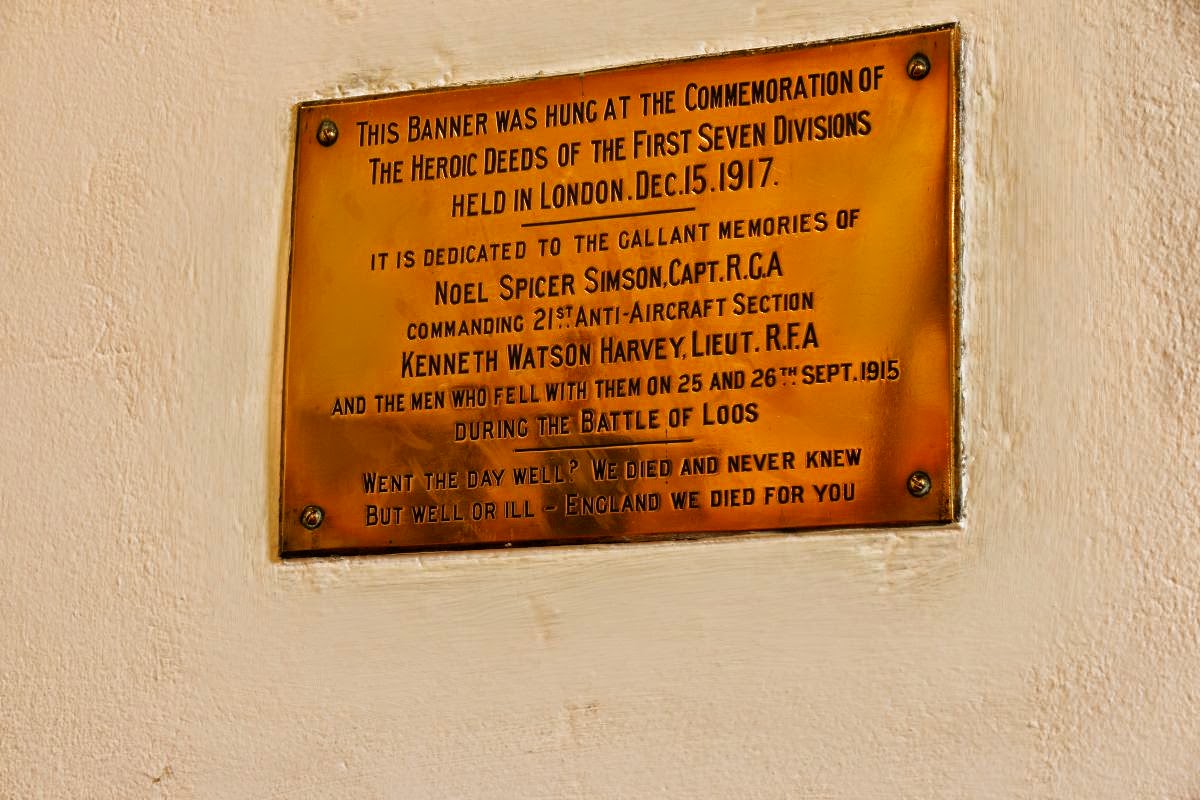 THIS BANNER WAS HUNG AT THE COMMEMORATION OF
THE HEROIC DEEDS OF THE FIRST SEVEN DIVISIONS
HELD IN LONDON. DEC. 15. 1917.
IT IS DEDICATED TO THE GALLANT MEMORIES OF
NOEL SPICER SIMSON, CAPT. R.G.A
COMMANDING 21ST ANTI-AIRCRAFT SECTION
KENNETH WATSON HARVEY, LIEUT. R.F.A
AND THE MEN WHO FELL WITH THEM ON 25 AND 26TH SEPT. 1915
DURING THE BATTLE OF LOOS
WENT THE DAY WELL? WE DIED AND NEVER KNEW
BUT WELL OR ILL - ENGLAND WE DIED FOR YOU